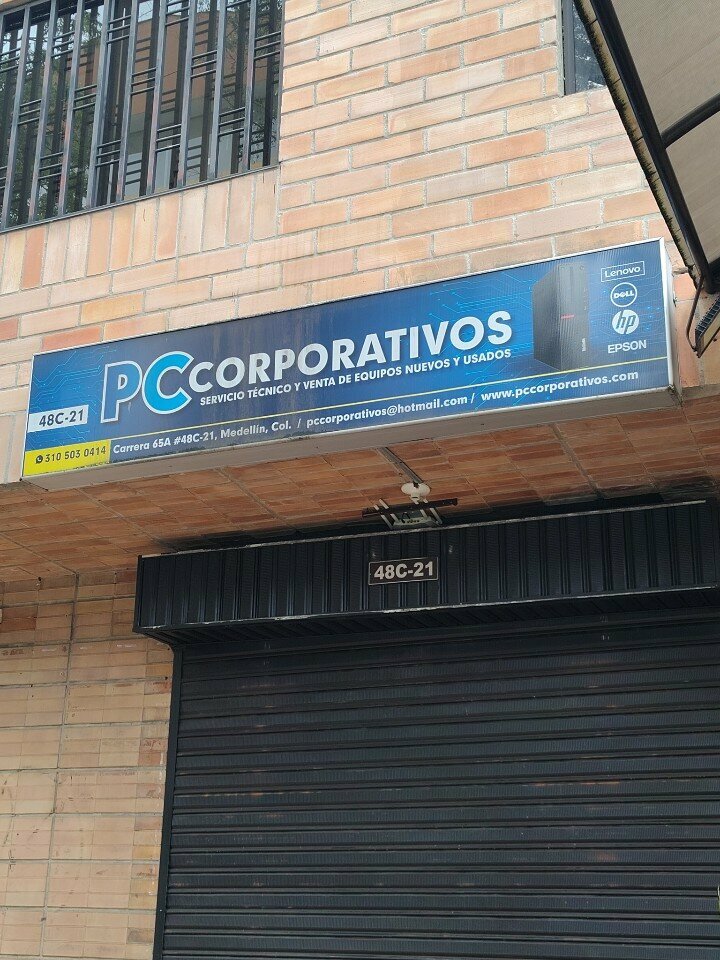 PC CORPORATIVOS
SERVICIO TÉCNICO Y VENTA DE EQUIPOS NUEVOS Y USADOS
Lenovo
DELL
hp
EPSON
48C-21
310 503 0414
Carrera 65A #48C-21, Medellín, Col. / pccorporativos@hotmail.com / www.pccorporativos.com
48C-21